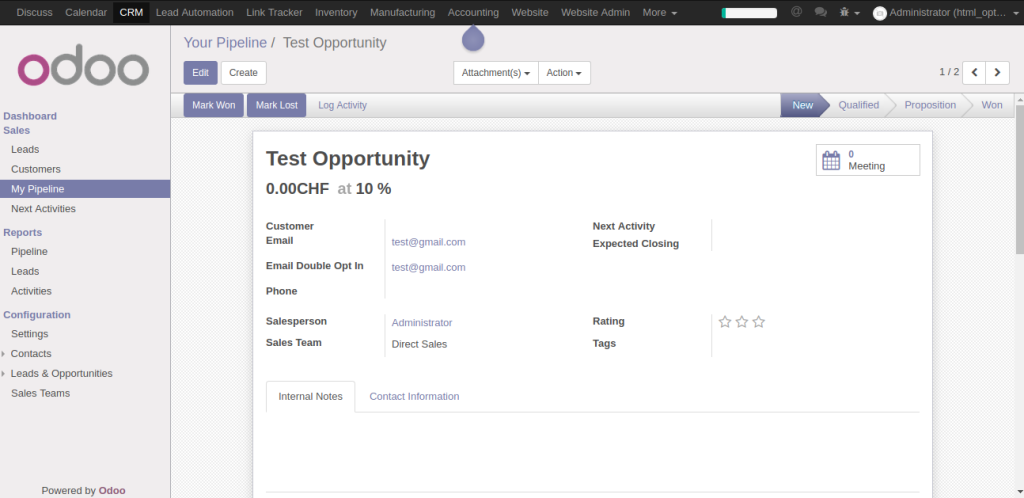 Discuss Calendar CRM Lead Automation Link Tracker Inventory Manufacturing Accounting Website Website Admin More @ Administrator (html_opt...
odoo
Your Pipeline / Test Opportunity
Edit Create Attachment(s) Action 1 / 2
Mark Won Mark Lost Log Activity New Qualified Proposition Won
Dashboard
Sales
Leads
Customers
My Pipeline
Next Activities
Reports
Pipeline
Leads
Activities
Configuration
Settings
Contacts
Leads & Opportunities
Sales Teams
Powered by Odoo
Test Opportunity
0
Meeting
0.00CHF at 10 %
Customer
Email test@gmail.com
Email Double Opt In test@gmail.com
Phone
Next Activity
Expected Closing
Salesperson Administrator
Sales Team Direct Sales
Rating
Tags
Internal Notes Contact Information